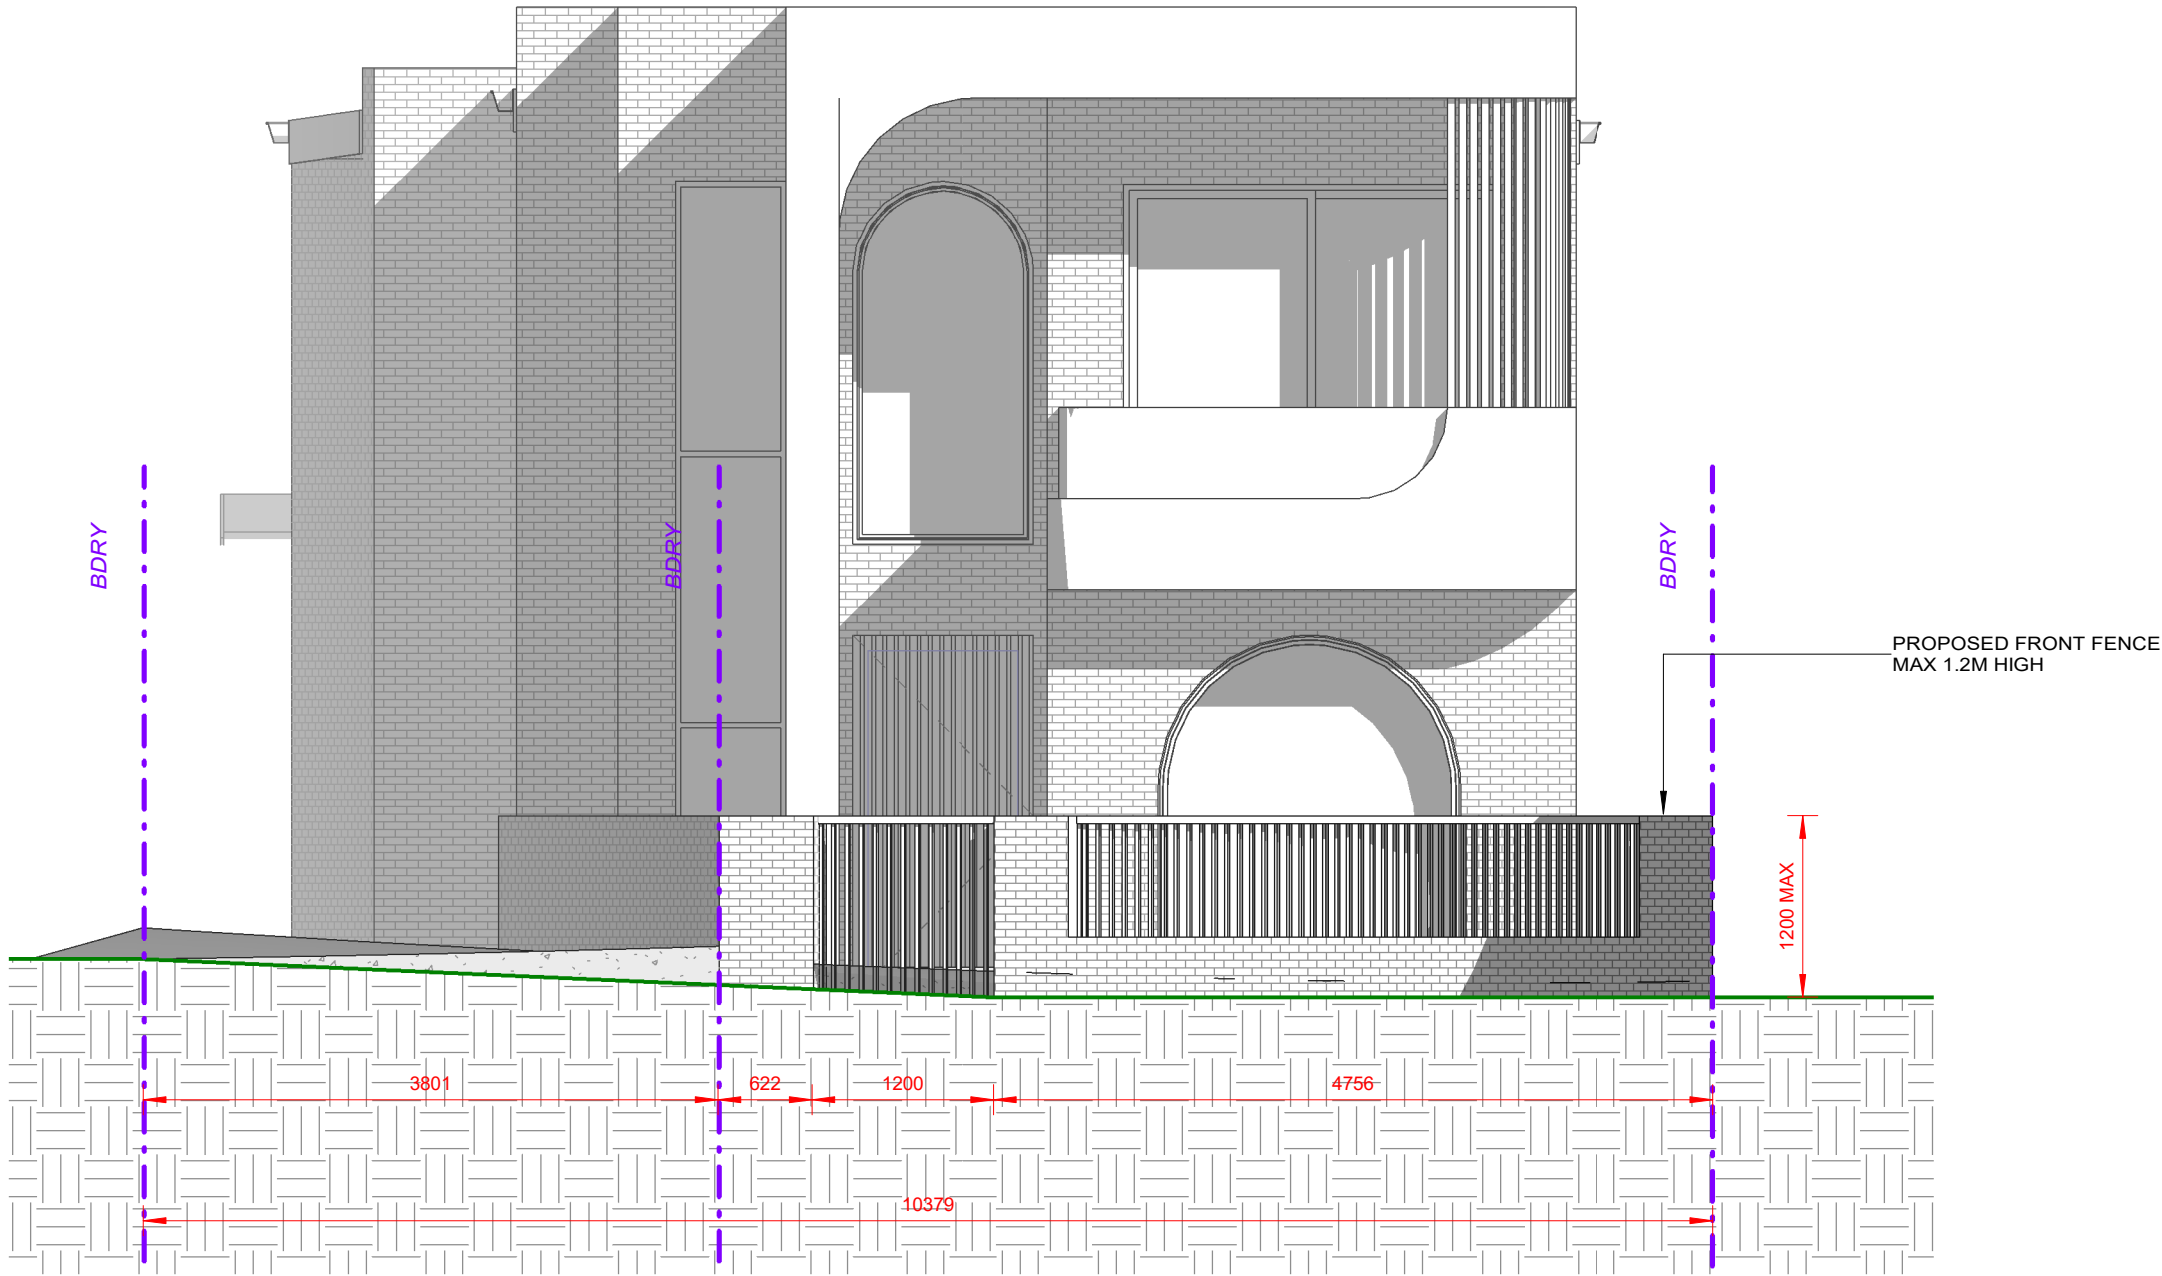 BDRY
BDRY
BDRY
PROPOSED FRONT FENCE
MAX 1.2M HIGH
1200 MAX
3801
622
1200
4756
10379